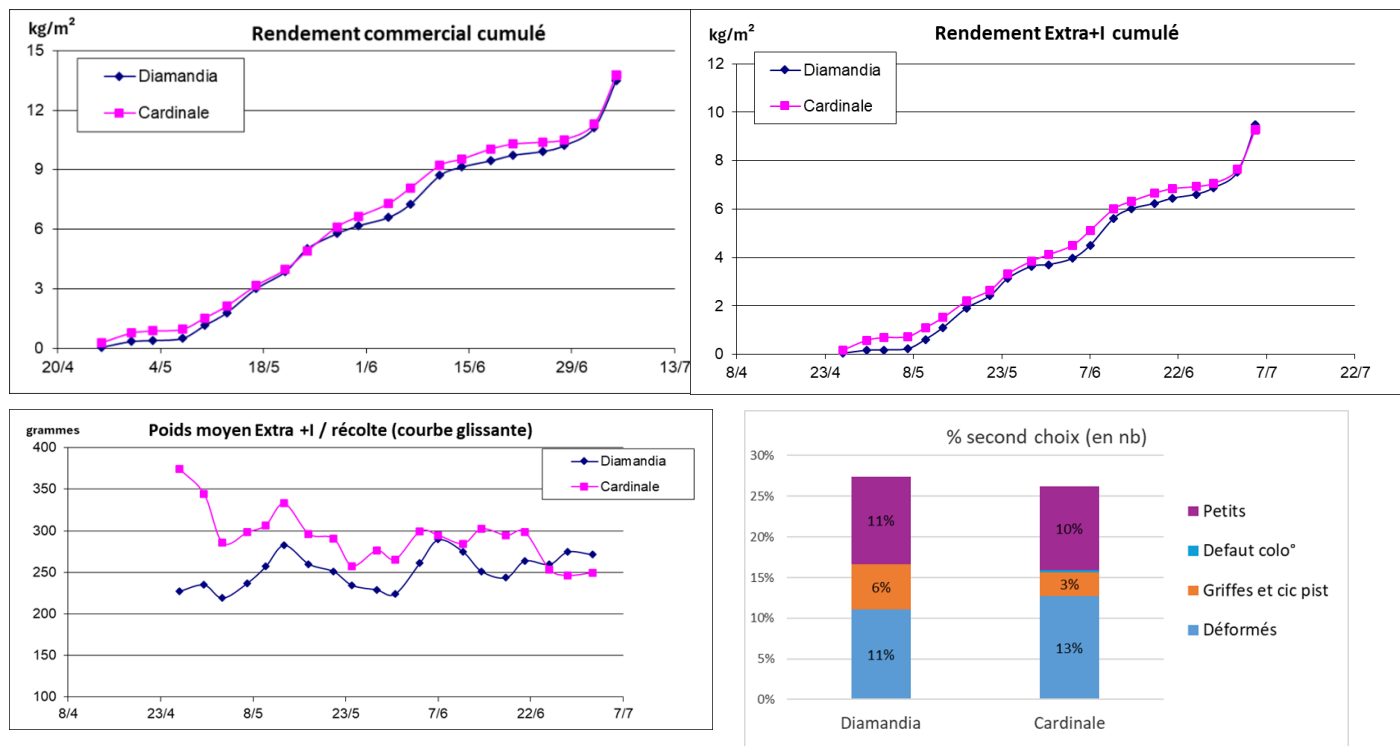 kg/m²
Rendement commercial cumulé
15
12
9
6
3
0
Diamandia
Cardinale
20/4 4/5 18/5 1/6 15/6 29/6 13/7
kg/m²
Rendement Extra+I cumulé
12
10
8
6
4
2
0
Diamandia
Cardinale
8/4 23/4 8/5 23/5 7/6 22/6 7/7 22/7
grammes
Poids moyen Extra +I / récolte (courbe glissante)
400
350
300
250
200
150
100
Diamandia
Cardinale
8/4 23/4 8/5 23/5 7/6 22/6 7/7
% second choix (en nb)
30%
25%
20%
15%
10%
5%
0%
11%
6%
11%
10%
3%
13%
Diamandia Cardinale
Petits
Defaut colo°
Griffes et cic pist
Déformés